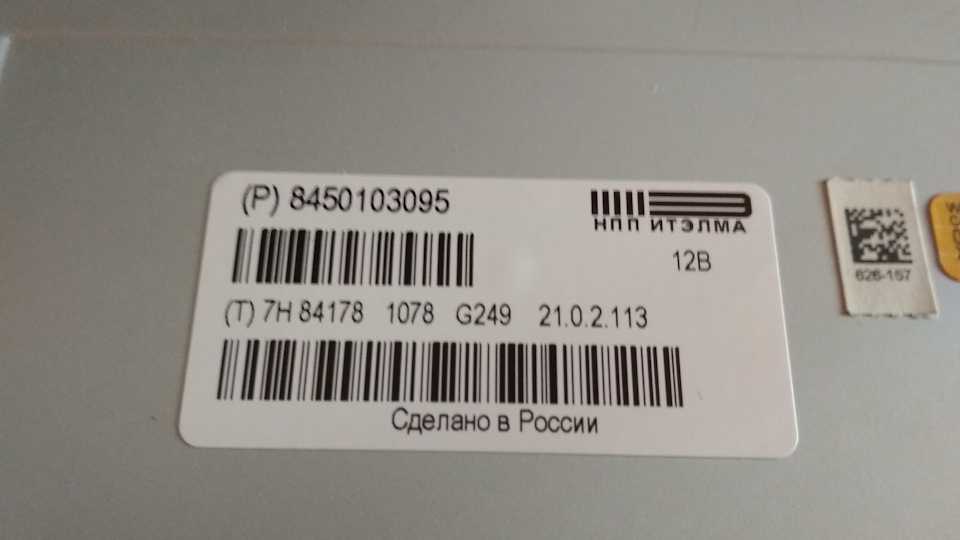 (P) 8450103095
НПП ИТЭЛМА
12В
(T) 7H 84178 1078 G249 21.0.2.113
Сделано в России
626-157